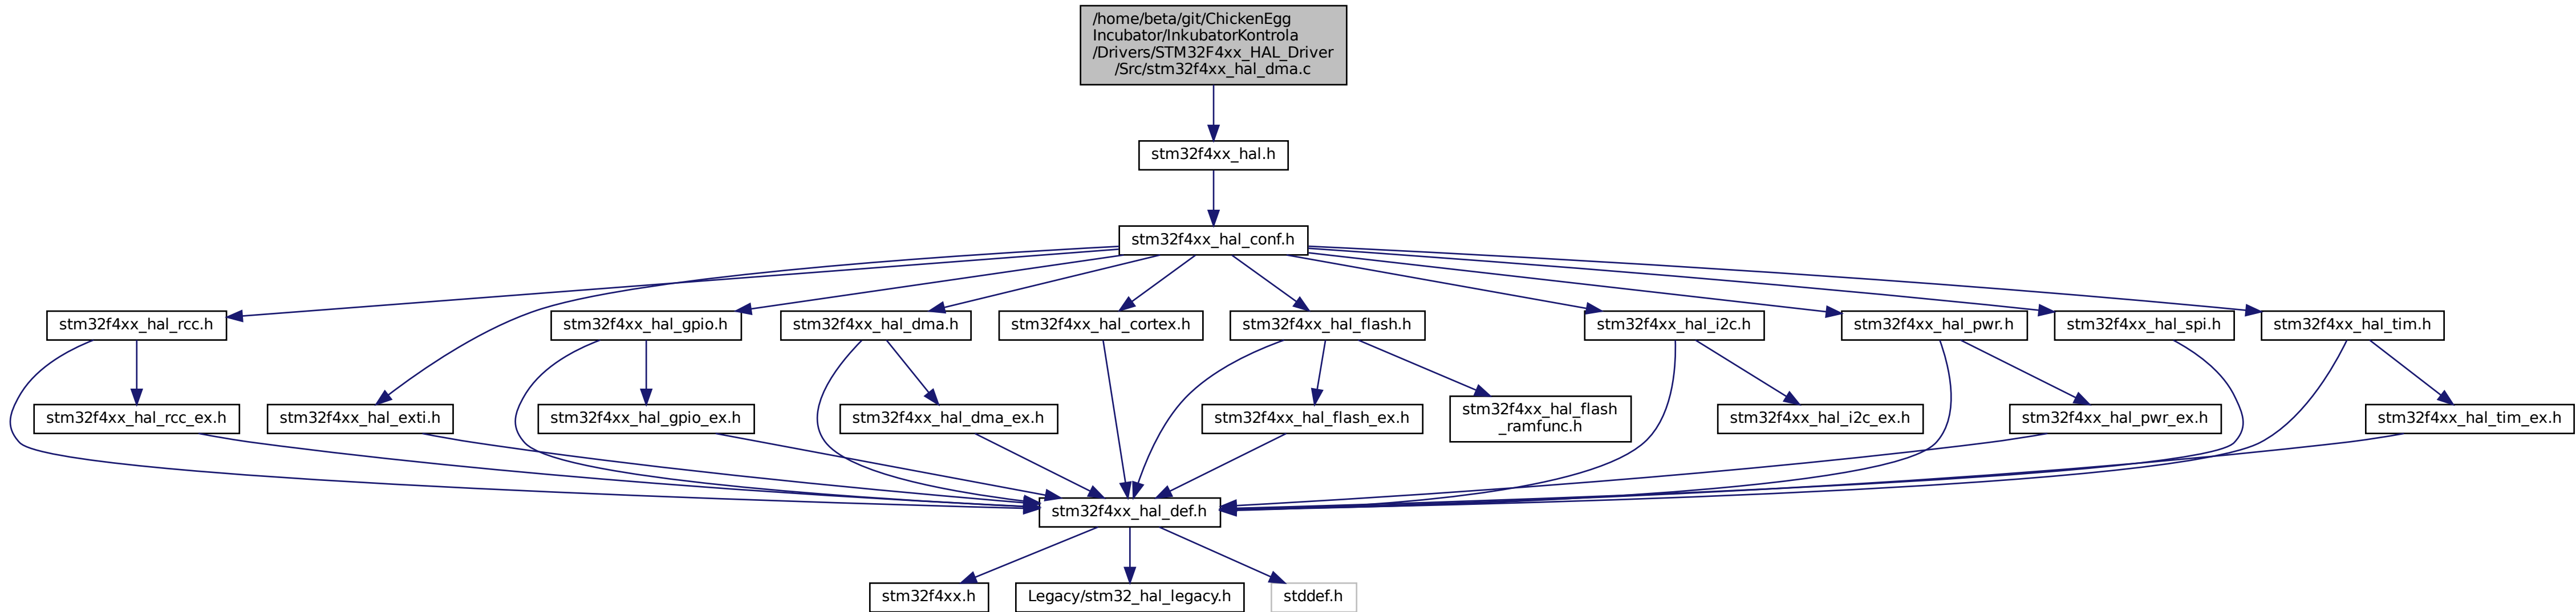 /home/beta/git/ChickenEgg
Incubator/InkubatorKontrola
/Drivers/STM32F4xx_HAL_Driver
/Src/stm32f4xx_hal_dma.c
stm32f4xx_hal.h
stm32f4xx_hal_conf.h
stm32f4xx_hal_rcc.h
stm32f4xx_hal_gpio.h
stm32f4xx_hal_dma.h
stm32f4xx_hal_cortex.h
stm32f4xx_hal_flash.h
stm32f4xx_hal_i2c.h
stm32f4xx_hal_pwr.h
stm32f4xx_hal_spi.h
stm32f4xx_hal_tim.h
stm32f4xx_hal_rcc_ex.h
stm32f4xx_hal_exti.h
stm32f4xx_hal_gpio_ex.h
stm32f4xx_hal_dma_ex.h
stm32f4xx_hal_flash_ex.h
stm32f4xx_hal_flash
_ramfunc.h
stm32f4xx_hal_i2c_ex.h
stm32f4xx_hal_pwr_ex.h
stm32f4xx_hal_tim_ex.h
stm32f4xx_hal_def.h
stm32f4xx.h
Legacy/stm32_hal_legacy.h
stddef.h